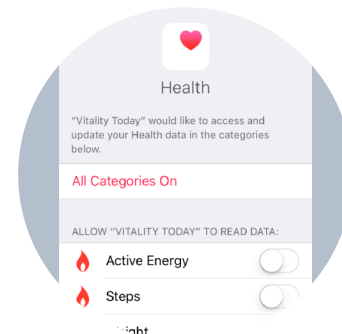 Health
"Vitality Today" would like to access and
update your Health data in the categories
below.
All Categories On
ALLOW "VITALITY TODAY" TO READ DATA:
Active Energy
Steps